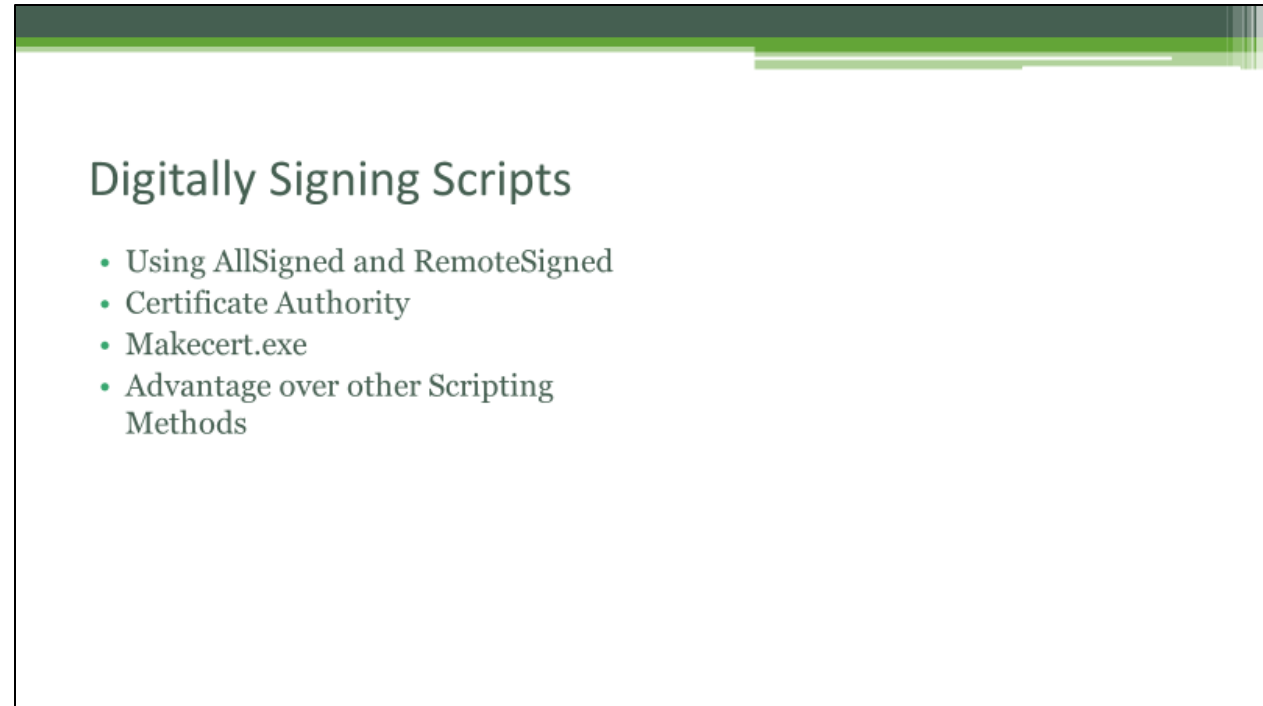 Digitally Signing Scripts
• Using AllSigned and RemoteSigned
• Certificate Authority
• Makecert.exe
• Advantage over other Scripting
Methods